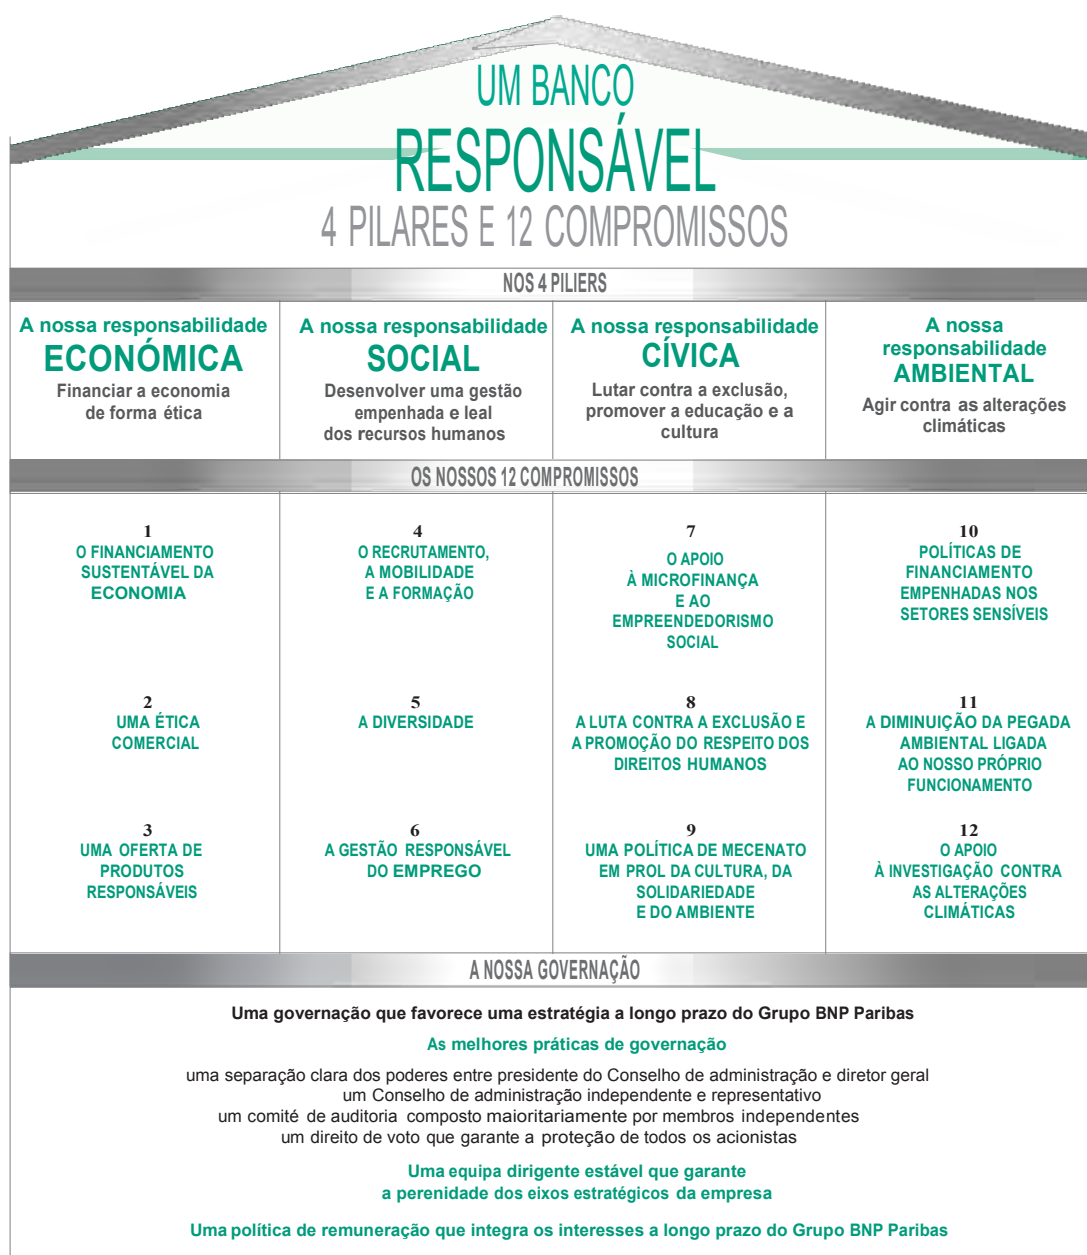 UM BANCO
RESPONSÁVEL
4 PILARES E 12 COMPROMISSOS
NOS 4 PILIERS
A nossa responsabilidade
ECONÓMICA
Financiar a economia
de forma ética
A nossa responsabilidade
SOCIAL
Desenvolver uma gestão
empenhada e leal
dos recursos humanos
A nossa responsabilidade
CÍVICA
Lutar contra a exclusão,
promover a educação e a
cultura
A nossa
responsabilidade
AMBIENTAL
Agir contra as alterações
climáticas
OS NOSSOS 12 COMPROMISSOS
1
O FINANCIAMENTO
SUSTENTÁVEL DA
ECONOMIA
4
O RECRUTAMENTO,
A MOBILIDADE
E A FORMAÇÃO
7
O APOIO
À MICROFINANÇA
E AO
EMPREENDEDORISMO
SOCIAL
10
POLÍTICAS DE
FINANCIAMENTO
EMPENHADAS NOS
SETORES SENSÍVEIS
2
UMA ÉTICA
COMERCIAL
5
A DIVERSIDADE
8
A LUTA CONTRA A EXCLUSÃO E
A PROMOÇÃO DO RESPEITO DOS
DIREITOS HUMANOS
11
A DIMINUIÇÃO DA PEGADA
AMBIENTAL LIGADA
AO NOSSO PRÓPRIO
FUNCIONAMENTO
3
UMA OFERTA DE
PRODUTOS
RESPONSÁVEIS
6
A GESTÃO RESPONSÁVEL
DO EMPREGO
9
UMA POLÍTICA DE MECENATO
EM PROL DA CULTURA, DA
SOLIDARIEDADE
E DO AMBIENTE
12
O APOIO
À INVESTIGAÇÃO CONTRA
AS ALTERAÇÕES
CLIMÁTICAS
A NOSSA GOVERNAÇÃO
Uma governação que favorece uma estratégia a longo prazo do Grupo BNP Paribas
As melhores práticas de governação
uma separação clara dos poderes entre presidente do Conselho de administração e diretor geral
um Conselho de administração independente e representativo
um comité de auditoria composto maioritariamente por membros independentes
um direito de voto que garante a proteção de todos os acionistas
Uma equipa dirigente estável que garante
a perenidade dos eixos estratégicos da empresa
Uma política de remuneração que integra os interesses a longo prazo do Grupo BNP Paribas